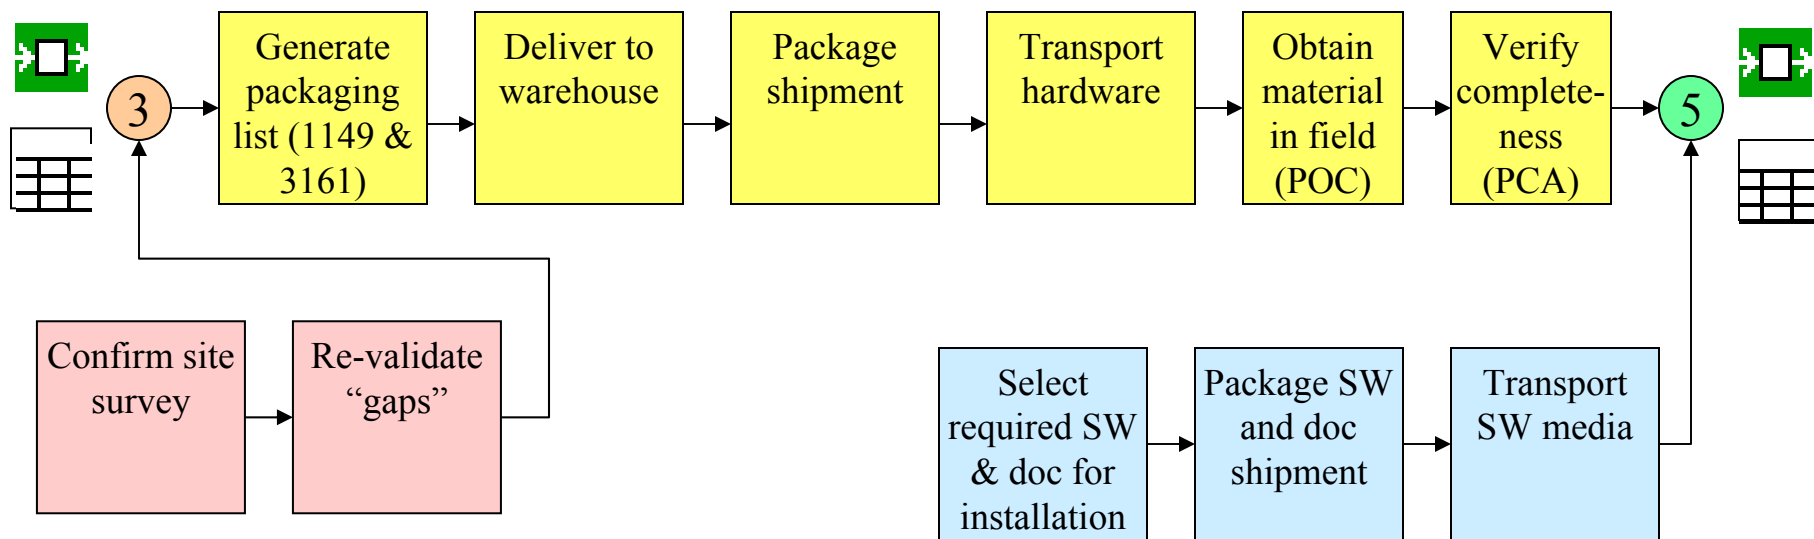 3
Generate
packaging
list (1149 &
3161)
Deliver to
warehouse
Package
shipment
Transport
hardware
Obtain
material
in field
(POC)
Verify
complete-
ness
(PCA)
5
Confirm site
survey
Re-validate
“gaps”
Select
required SW
& doc for
installation
Package SW
and doc
shipment
Transport
SW media